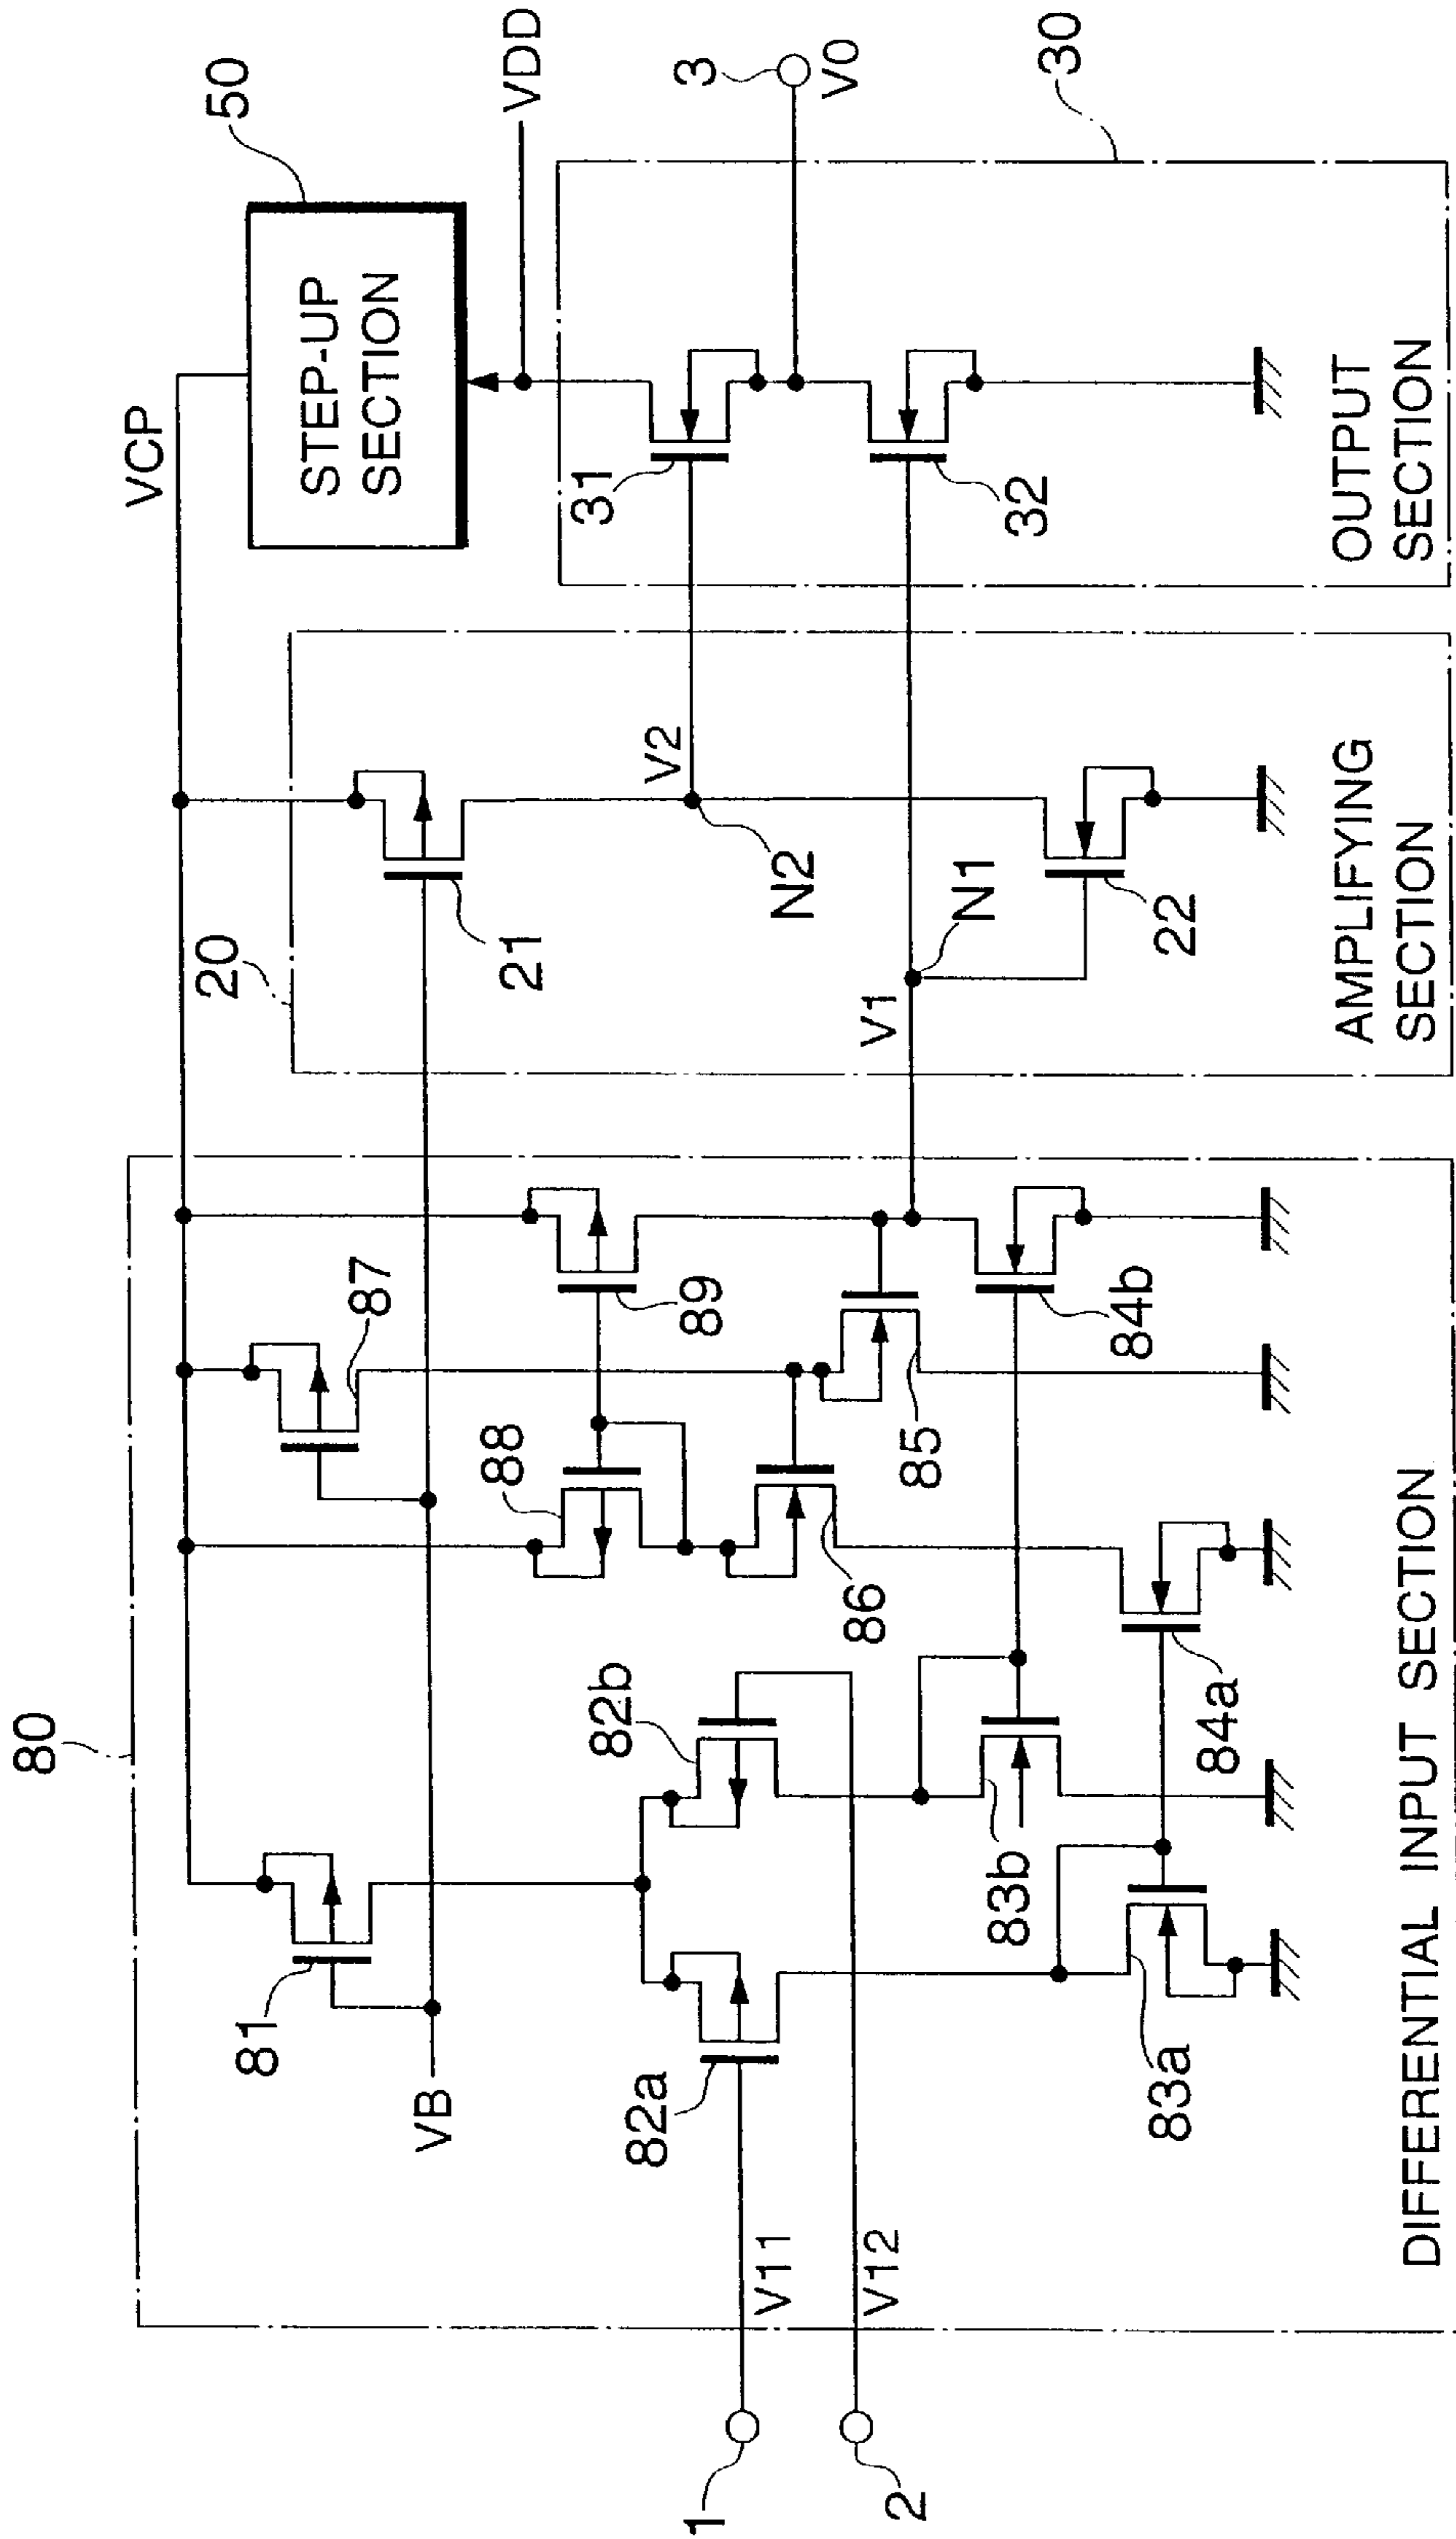 80
DIFFERENTIAL INPUT SECTION
1
2
V11
V12
VB
81
82a
82b
83a
83b
84a
84b
85
86
87
88
89
20
AMPLIFYING
SECTION
21
22
N1
N2
V1
V2
VCP
50
STEP-UP
SECTION
VDD
30
OUTPUT
SECTION
31
32
3
V0